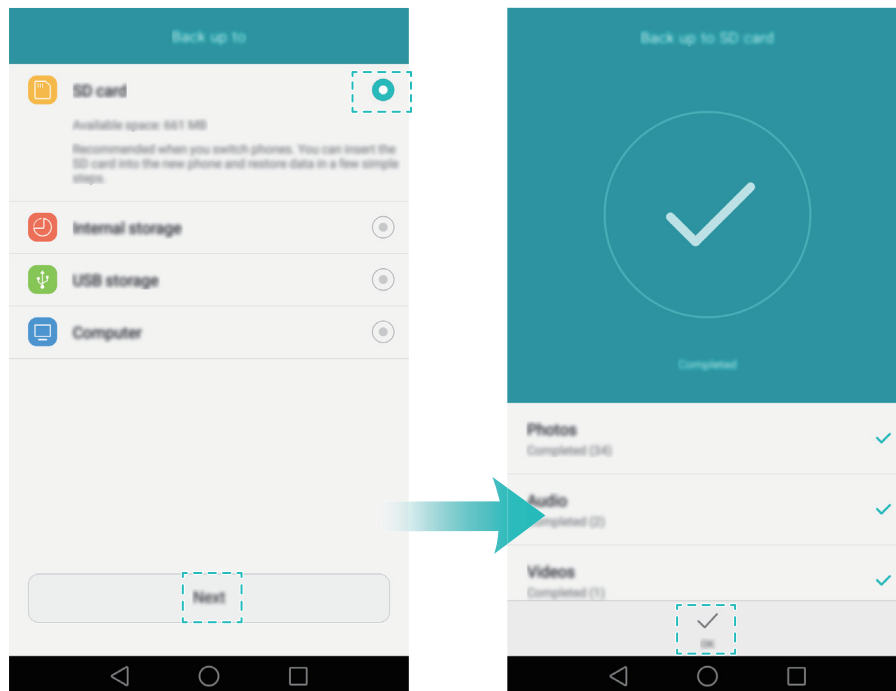 Back up to
SD card
Available space: 661 MB
Recommended when you switch phones. You can insert the
SD card into the new phone and restore data in a few simple
steps.
Internal storage
USB storage
Computer
Next
Back up to SD card
Completed
Photos
Completed (34)
Audio
Completed (2)
Videos
Completed (1)
OK